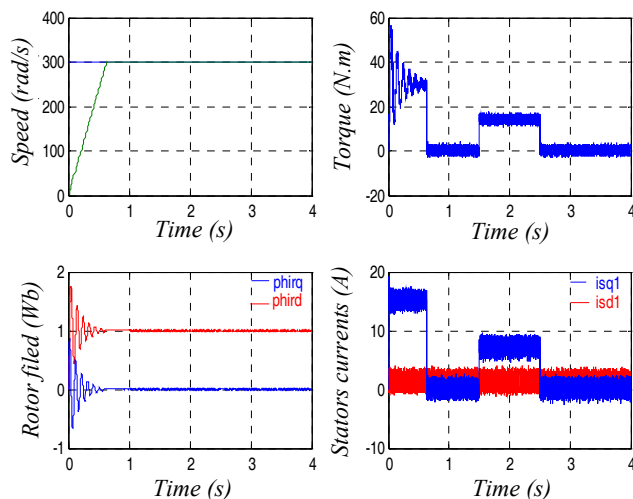 Speed (rad/s)
400
300
200
100
0
0 1 2 3 4
Time (s)
Torque (N.m)
60
40
20
0
-20
0 1 2 3 4
Time (s)
Rotor filed (Wb)
2
1
0
-1
phirq
phird
0 1 2 3 4
Time (s)
Stators currents (A)
20
10
0
-10
isq1
isd1
0 1 2 3 4
Time (s)